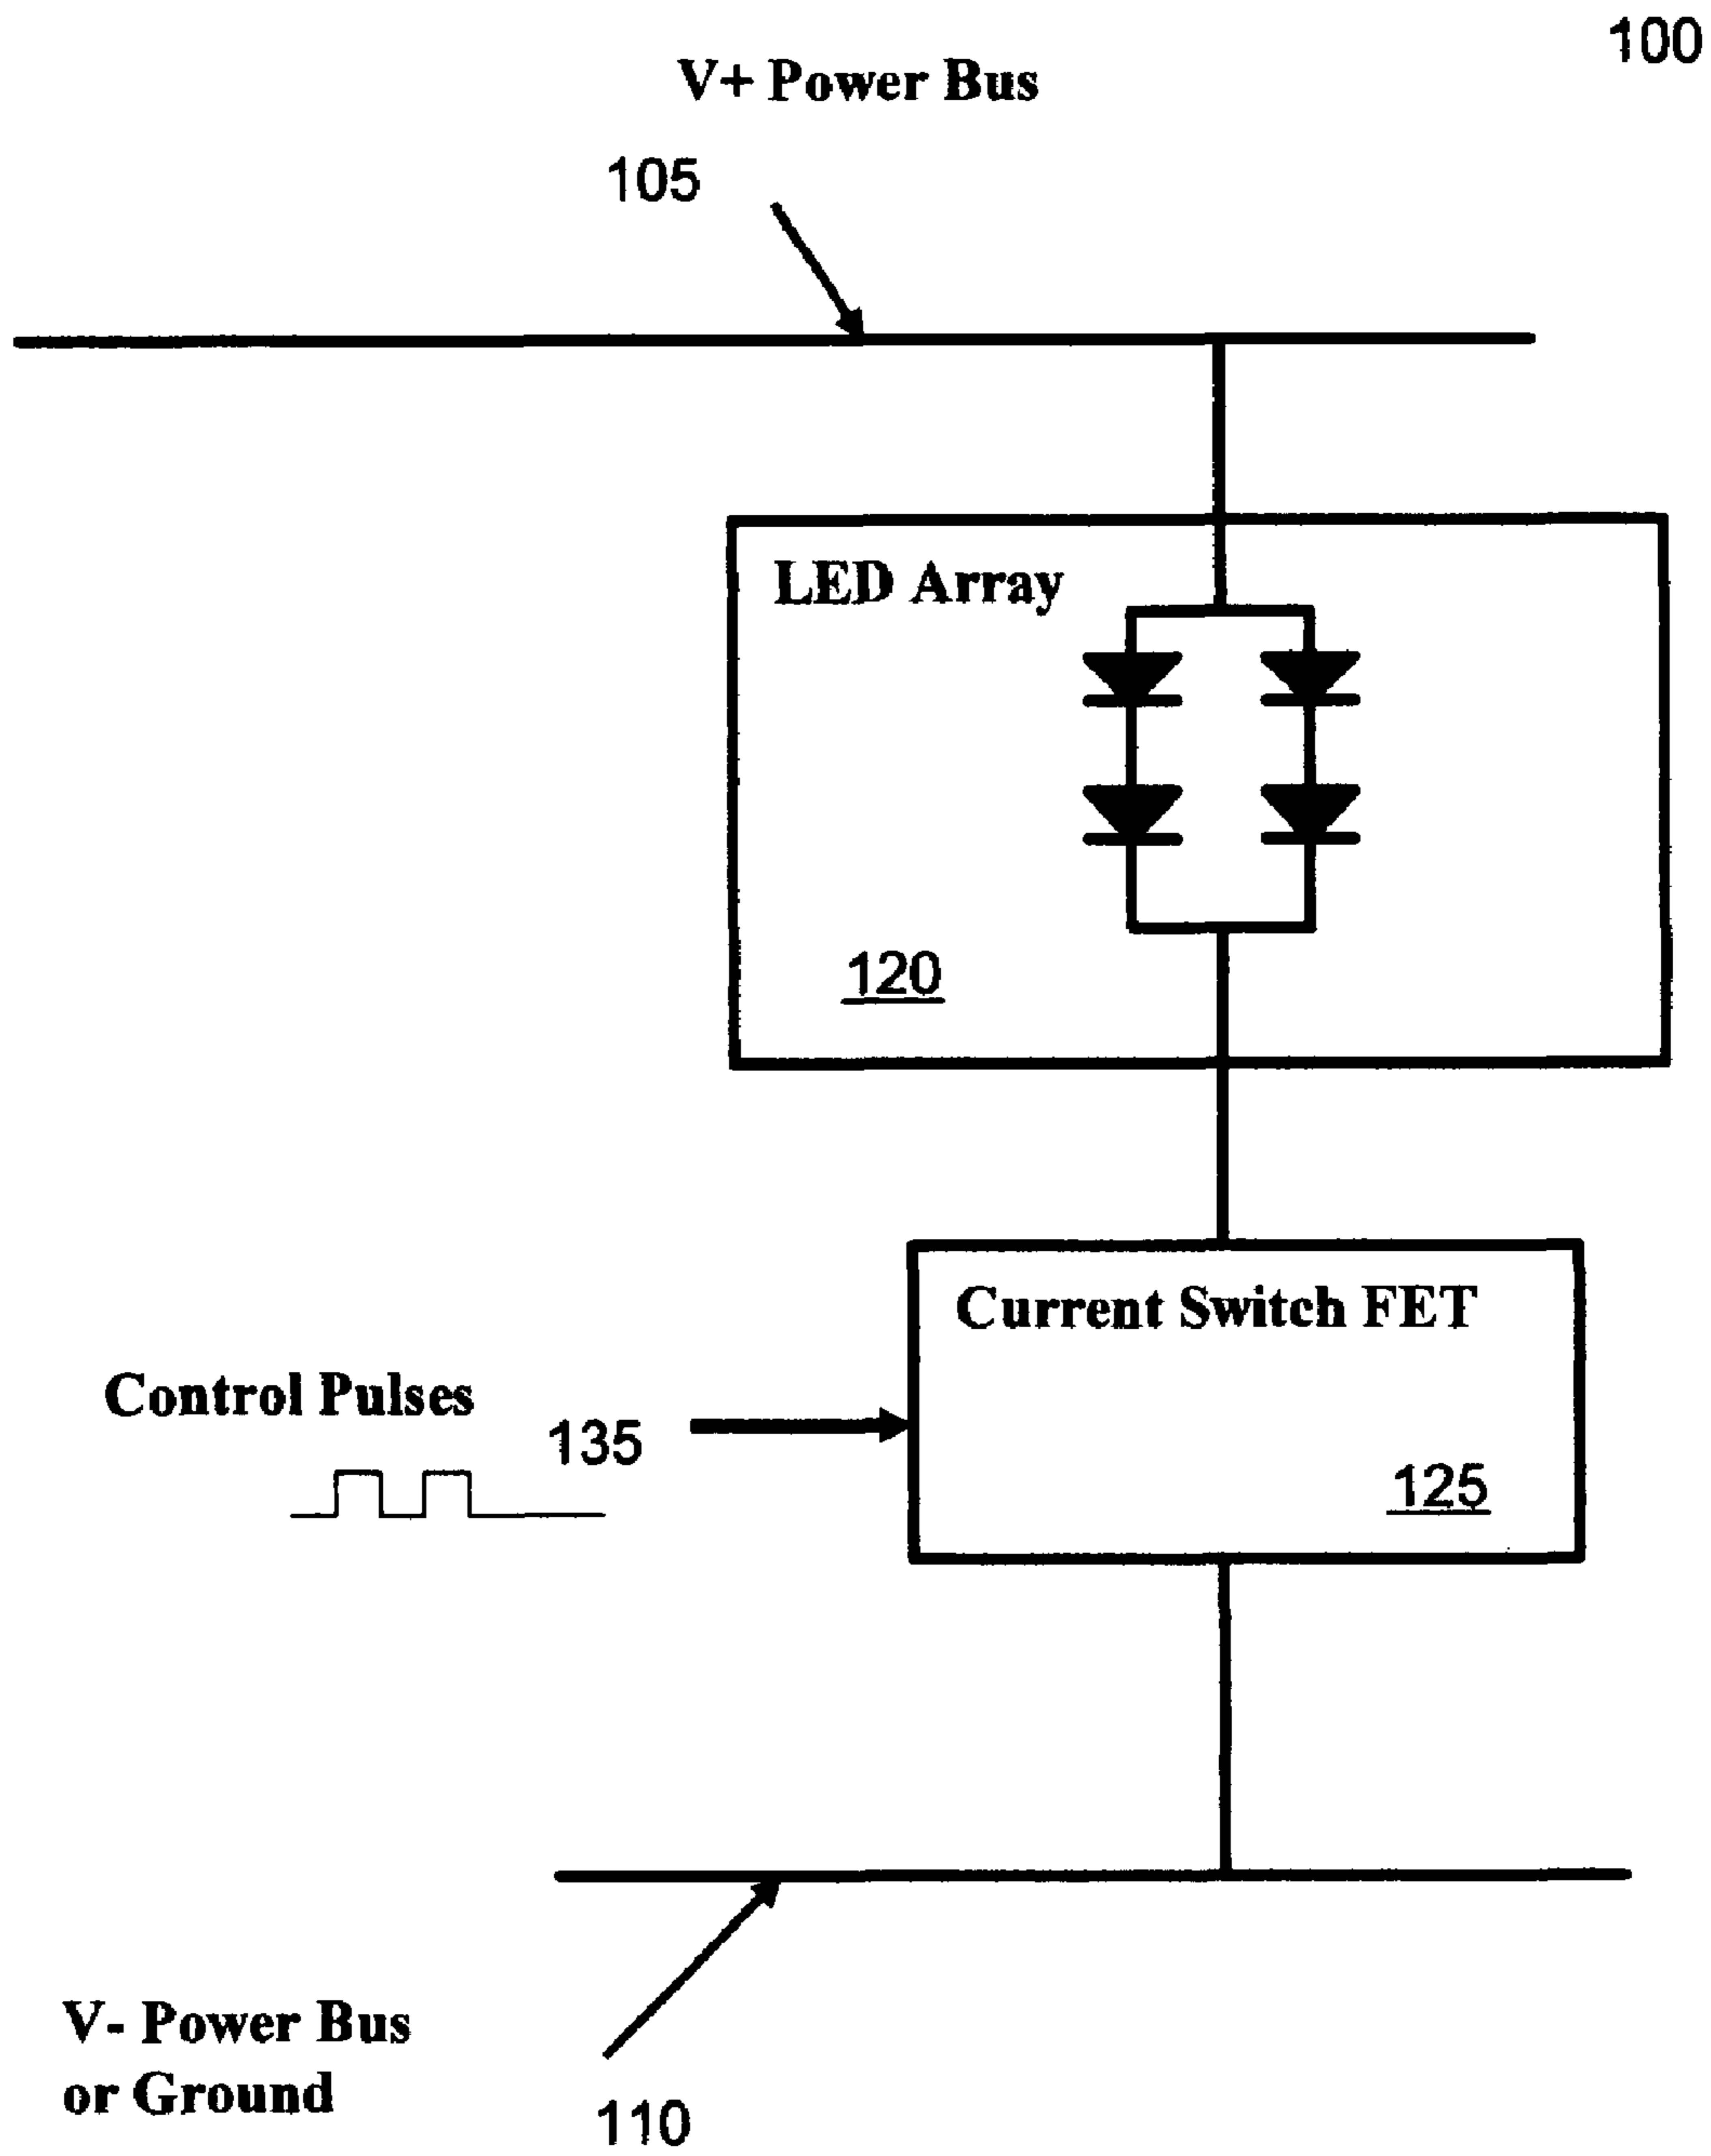 100
V+ Power Bus
105
LED Array
120
Current Switch FET
Control Pulses
135
125
V- Power Bus
or Ground
110